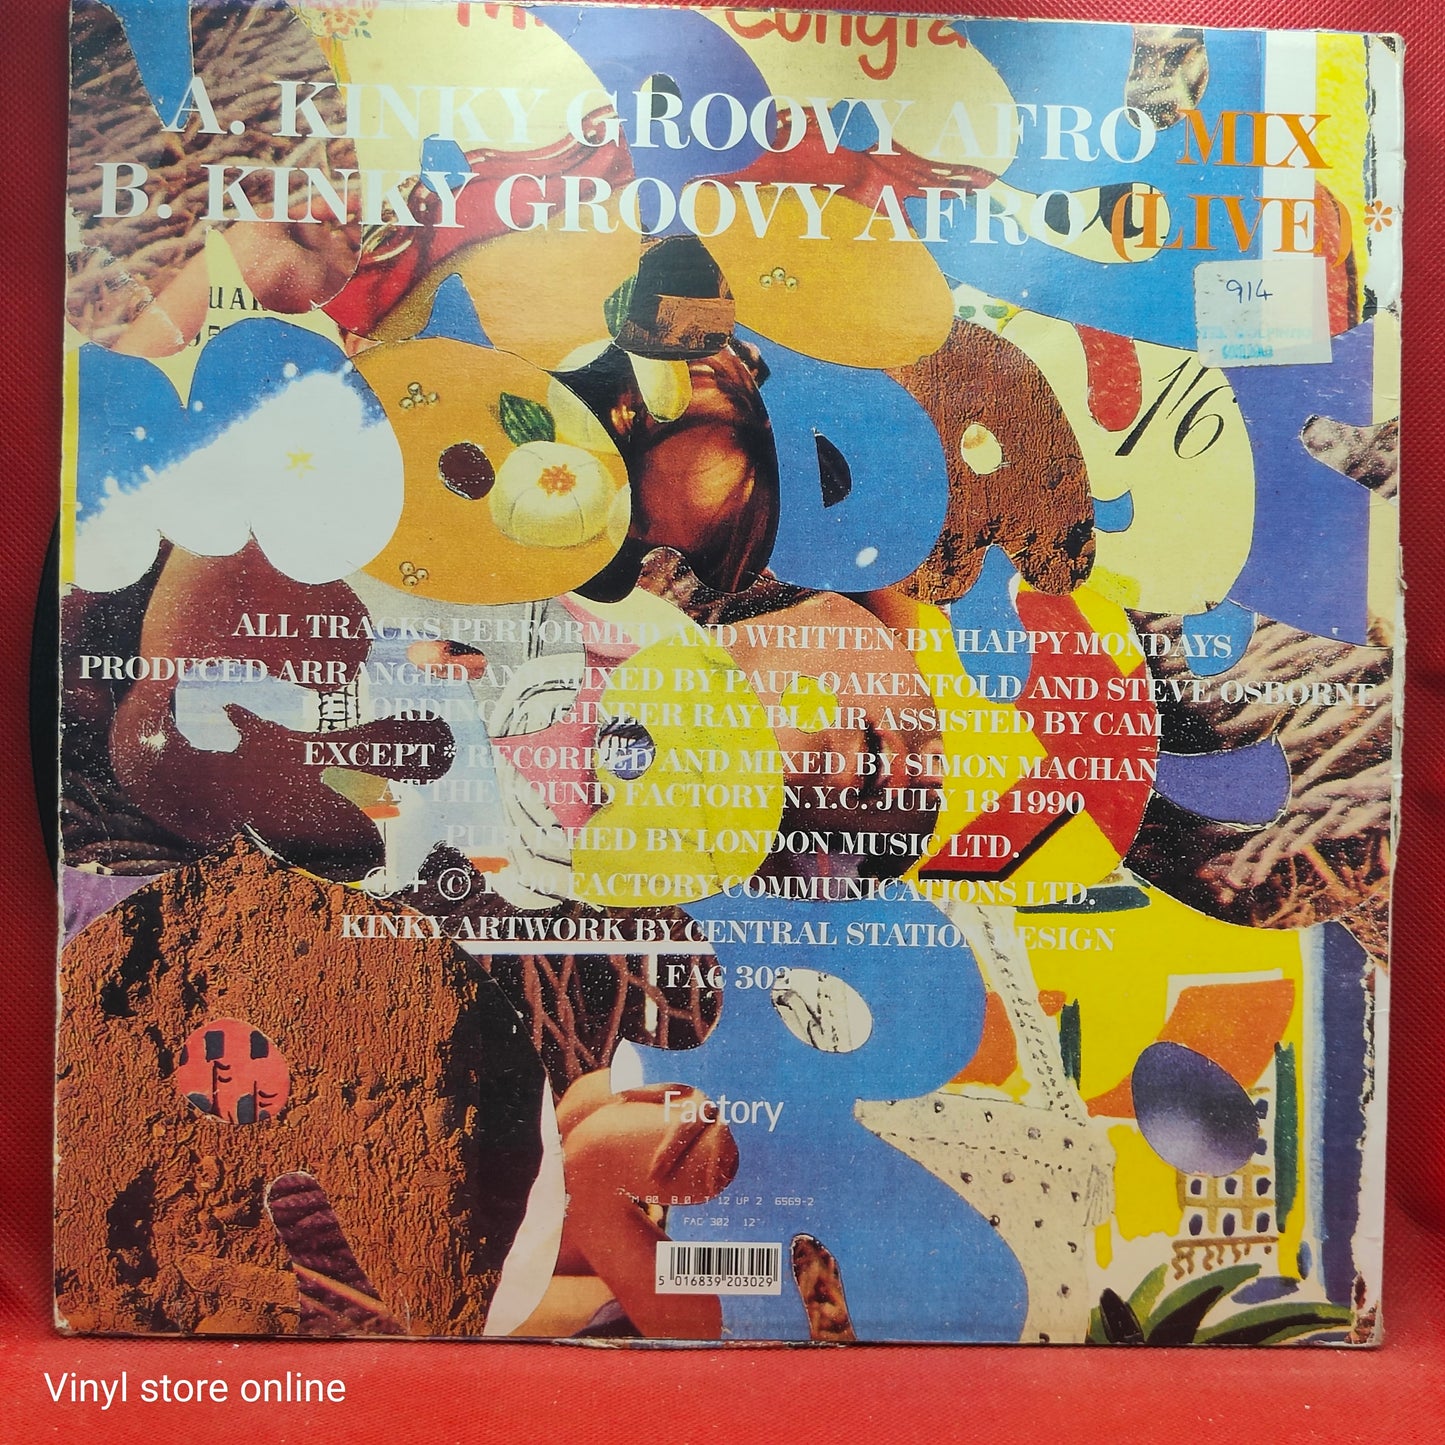 Congra
A. KINKY GROOVY AFRO MIX
B. KINKY GROOVY AFRO (LIVE)*
914
1'6
ALL TRACKS PERFORMED AND WRITTEN BY HAPPY MONDAYS
PRODUCED ARRANGED AND MIXED BY PAUL OAKENFOLD AND STEVE OSBORNE
RECORDING ENGINEER RAY BLAIR ASSISTED BY CAM
EXCEPT * RECORDED AND MIXED BY SIMON MACHAN
AT THE SOUND FACTORY N.Y.C. JULY 18 1990
PUBLISHED BY LONDON MUSIC LTD.
℗ + © 1990 FACTORY COMMUNICATIONS LTD.
KINKY ARTWORK BY CENTRAL STATION DESIGN
FAC 302
Factory
FAC 302 12"
5 016839 203029
Vinyl store online